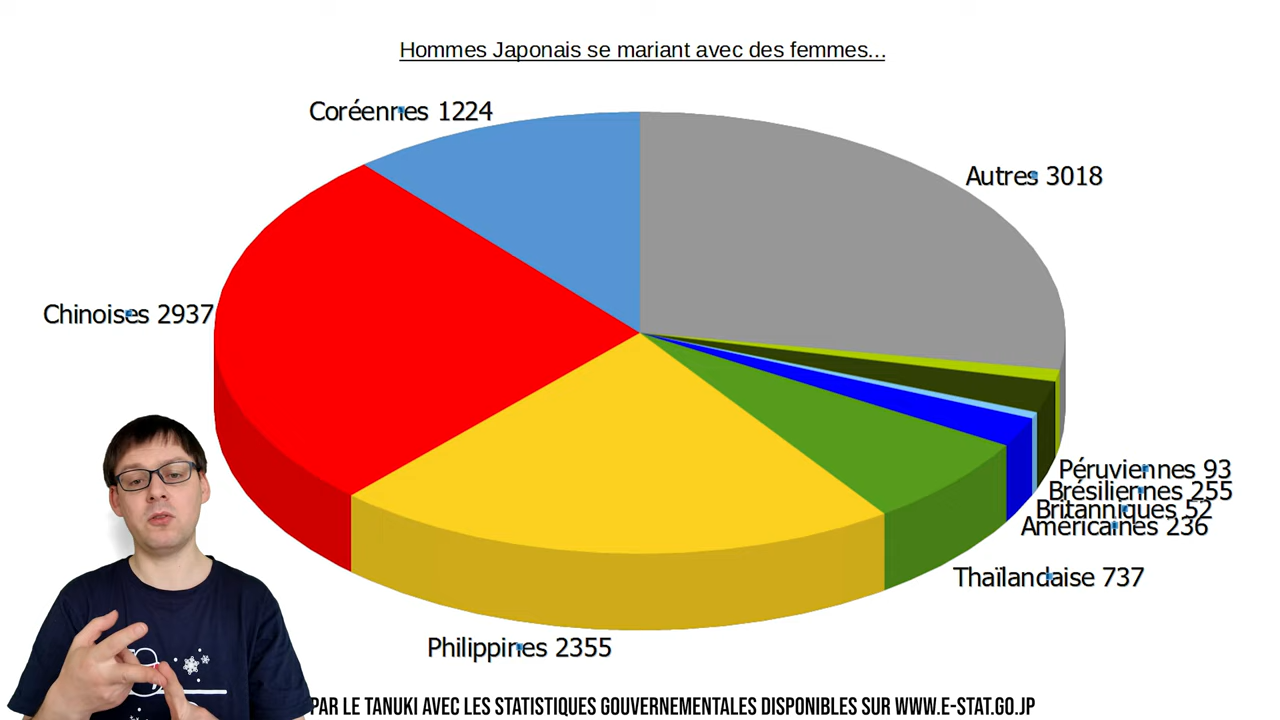 Hommes Japonais se mariant avec des femmes...
Coréennes 1224
Autres 3018
Chinoises 2937
Péruviennes 93
Brésiliennes 255
Britanniques 52
Américaines 236
Thaïlandaise 737
Philippines 2355
PAR LE TANUKI AVEC LES STATISTIQUES GOUVERNEMENTALES DISPONIBLES SUR WWW.E-STAT.GO.JP